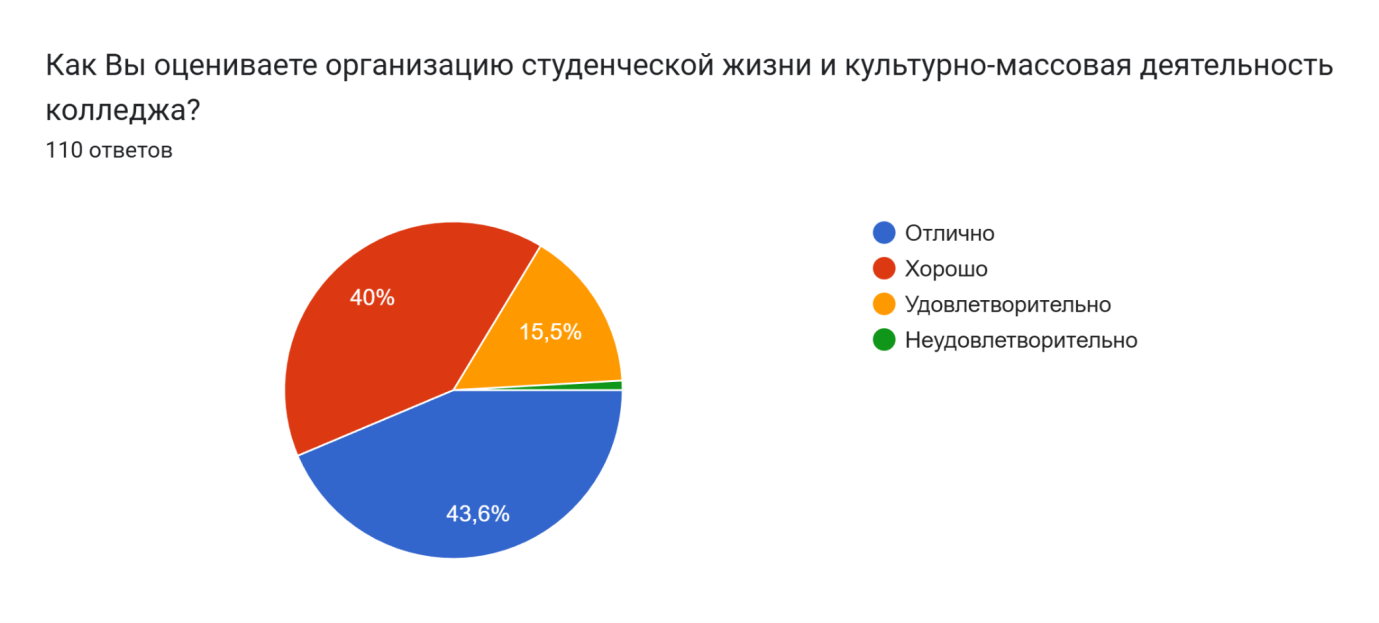 Как Вы оцениваете организацию студенческой жизни и культурно-массовая деятельность
колледжа?
110 ответов
Отлично
Хорошо
Удовлетворительно
Неудовлетворительно
40%
15,5%
43,6%